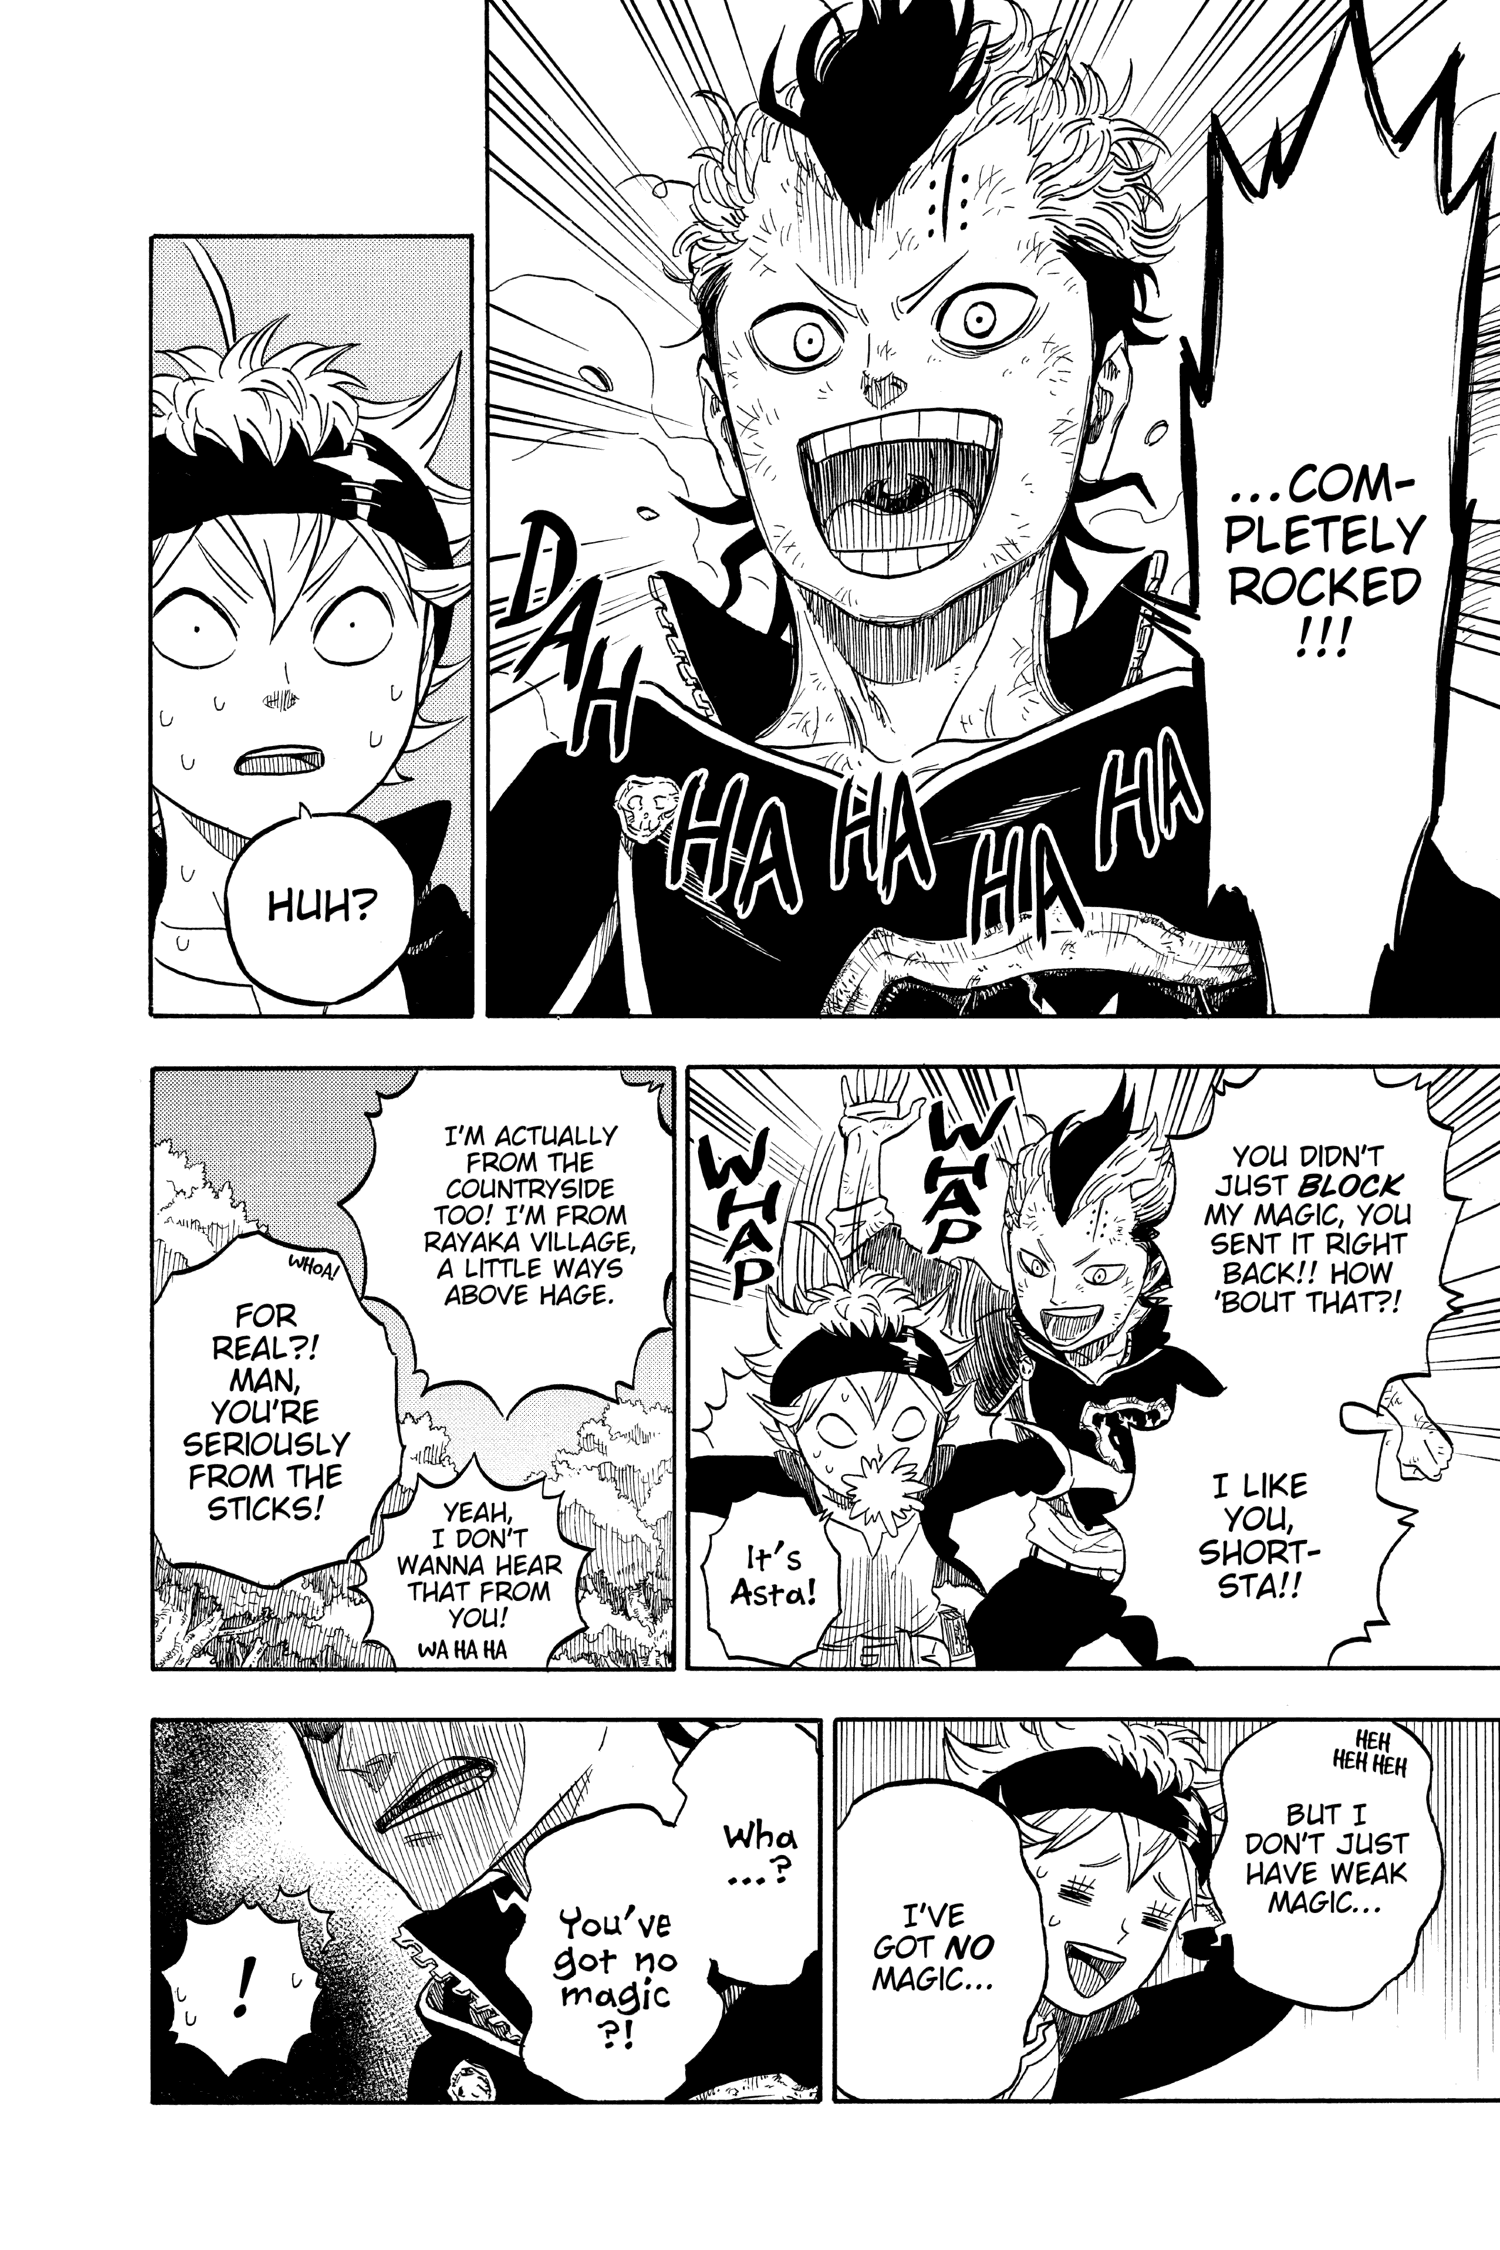 ...COM-
PLETELY
ROCKED
!!!
DAH
HA HA HA HA
HUH?
YOU DIDN'T
JUST BLOCK
MY MAGIC, YOU
SENT IT RIGHT
BACK!! HOW
'BOUT THAT?!
I LIKE
YOU,
SHORT-
STA!!
WHAP
WHAP
It's
Asta!
I'M ACTUALLY
FROM THE
COUNTRYSIDE
TOO! I'M FROM
RAYAKA VILLAGE,
A LITTLE WAYS
ABOVE HAGE.
WHOA!
FOR
REAL?!
MAN,
YOU'RE
SERIOUSLY
FROM THE
STICKS!
YEAH,
I DON'T
WANNA HEAR
THAT FROM
YOU!
WA HA HA
HEH
HEH HEH
BUT I
DON'T JUST
HAVE WEAK
MAGIC...
I'VE
GOT NO
MAGIC...
Wha
...?
You've
got no
magic
?!
!